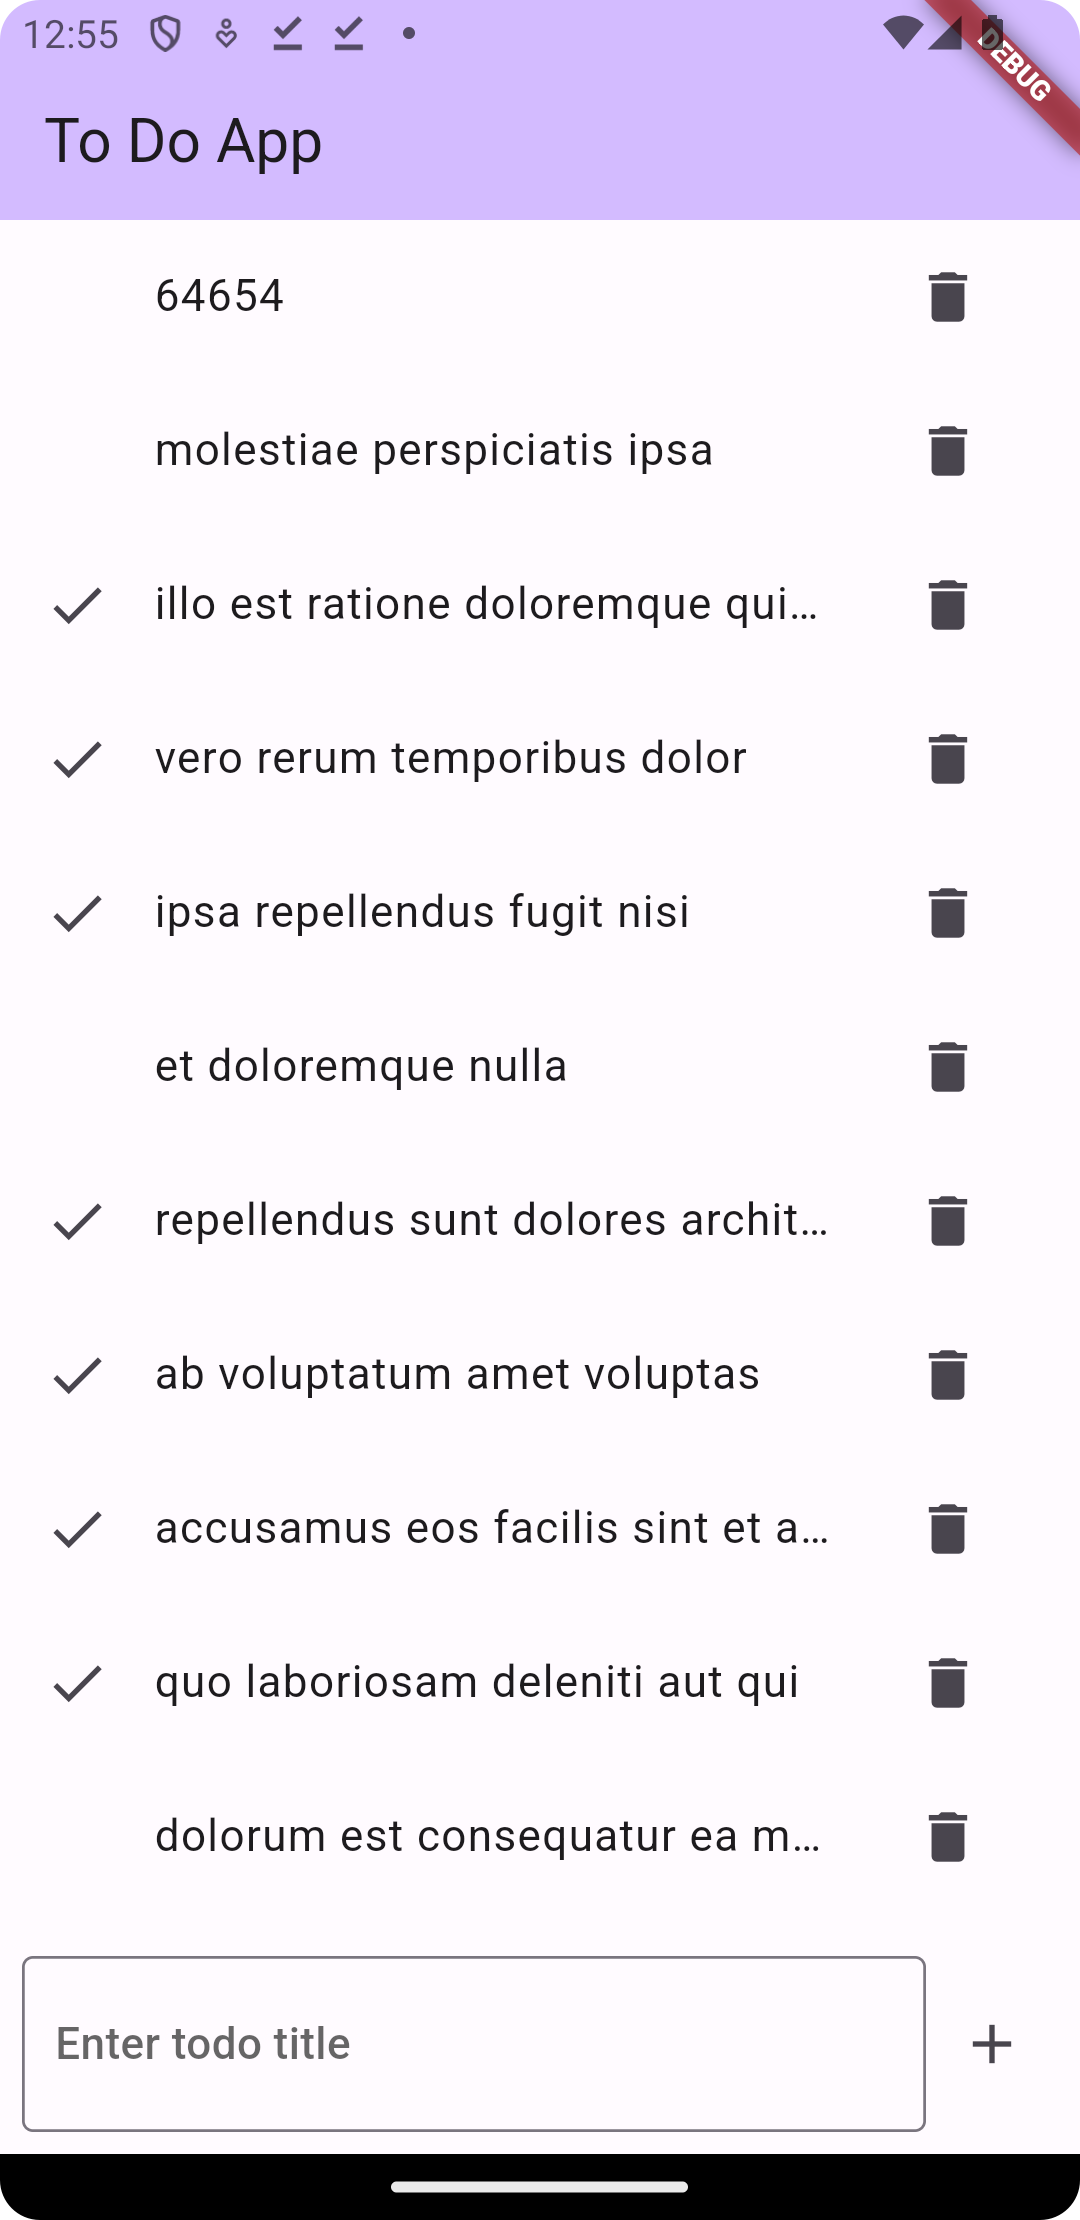 12:55
DEBUG
To Do App
64654
molestiae perspiciatis ipsa
illo est ratione doloremque qui...
vero rerum temporibus dolor
ipsa repellendus fugit nisi
et doloremque nulla
repellendus sunt dolores archit...
ab voluptatum amet voluptas
accusamus eos facilis sint et a...
quo laboriosam deleniti aut qui
dolorum est consequatur ea m...
Enter todo title